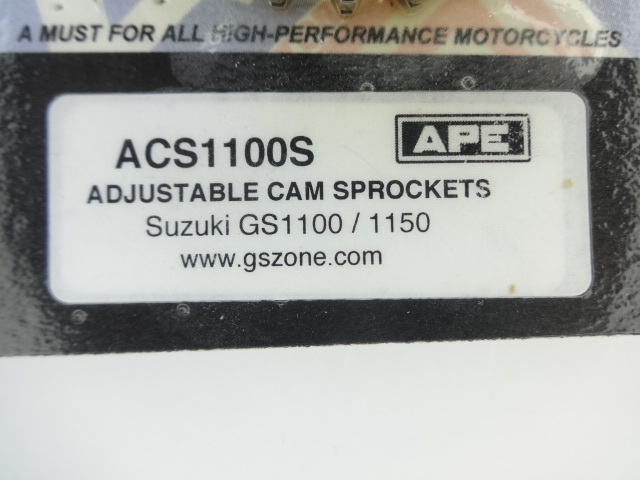 A MUST FOR ALL HIGH-PERFORMANCE MOTORCYCLES
ACS1100S
APE
ADJUSTABLE CAM SPROCKETS
Suzuki GS1100 / 1150
www.gszone.com